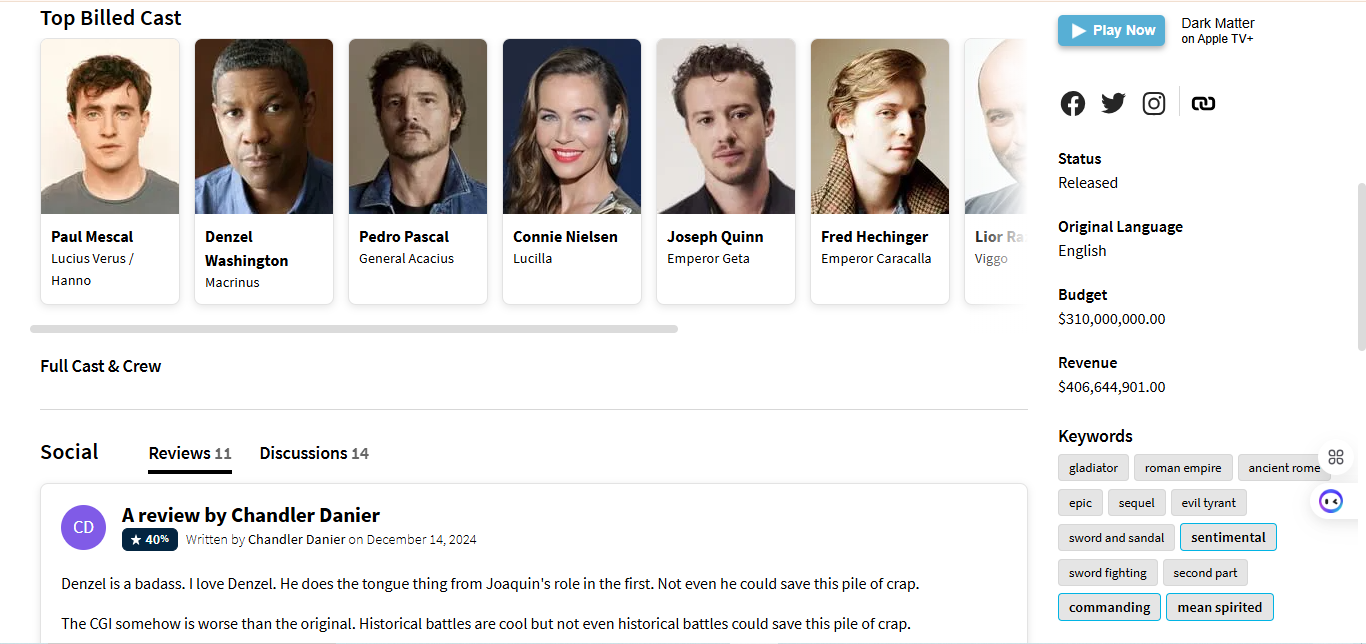 Top Billed Cast
Paul Mescal
Lucius Verus /
Hanno
Denzel
Washington
Macrinus
Pedro Pascal
General Acacius
Connie Nielsen
Lucilla
Joseph Quinn
Emperor Geta
Fred Hechinger
Emperor Caracalla
Lior
Viggo
Full Cast & Crew
Social
Reviews 11
Discussions 14
CD
A review by Chandler Danier
★ 40%
Written by Chandler Danier on December 14, 2024
Denzel is a badass. I love Denzel. He does the tongue thing from Joaquin's role in the first. Not even he could save this pile of crap.
The CGI somehow is worse than the original. Historical battles are cool but not even historical battles could save this pile of crap.
Play Now
Dark Matter
on Apple TV+
Status
Released
Original Language
English
Budget
$310,000,000.00
Revenue
$406,644,901.00
Keywords
gladiator roman empire ancient rome
epic sequel evil tyrant
sword and sandal sentimental
sword fighting second part
commanding mean spirited